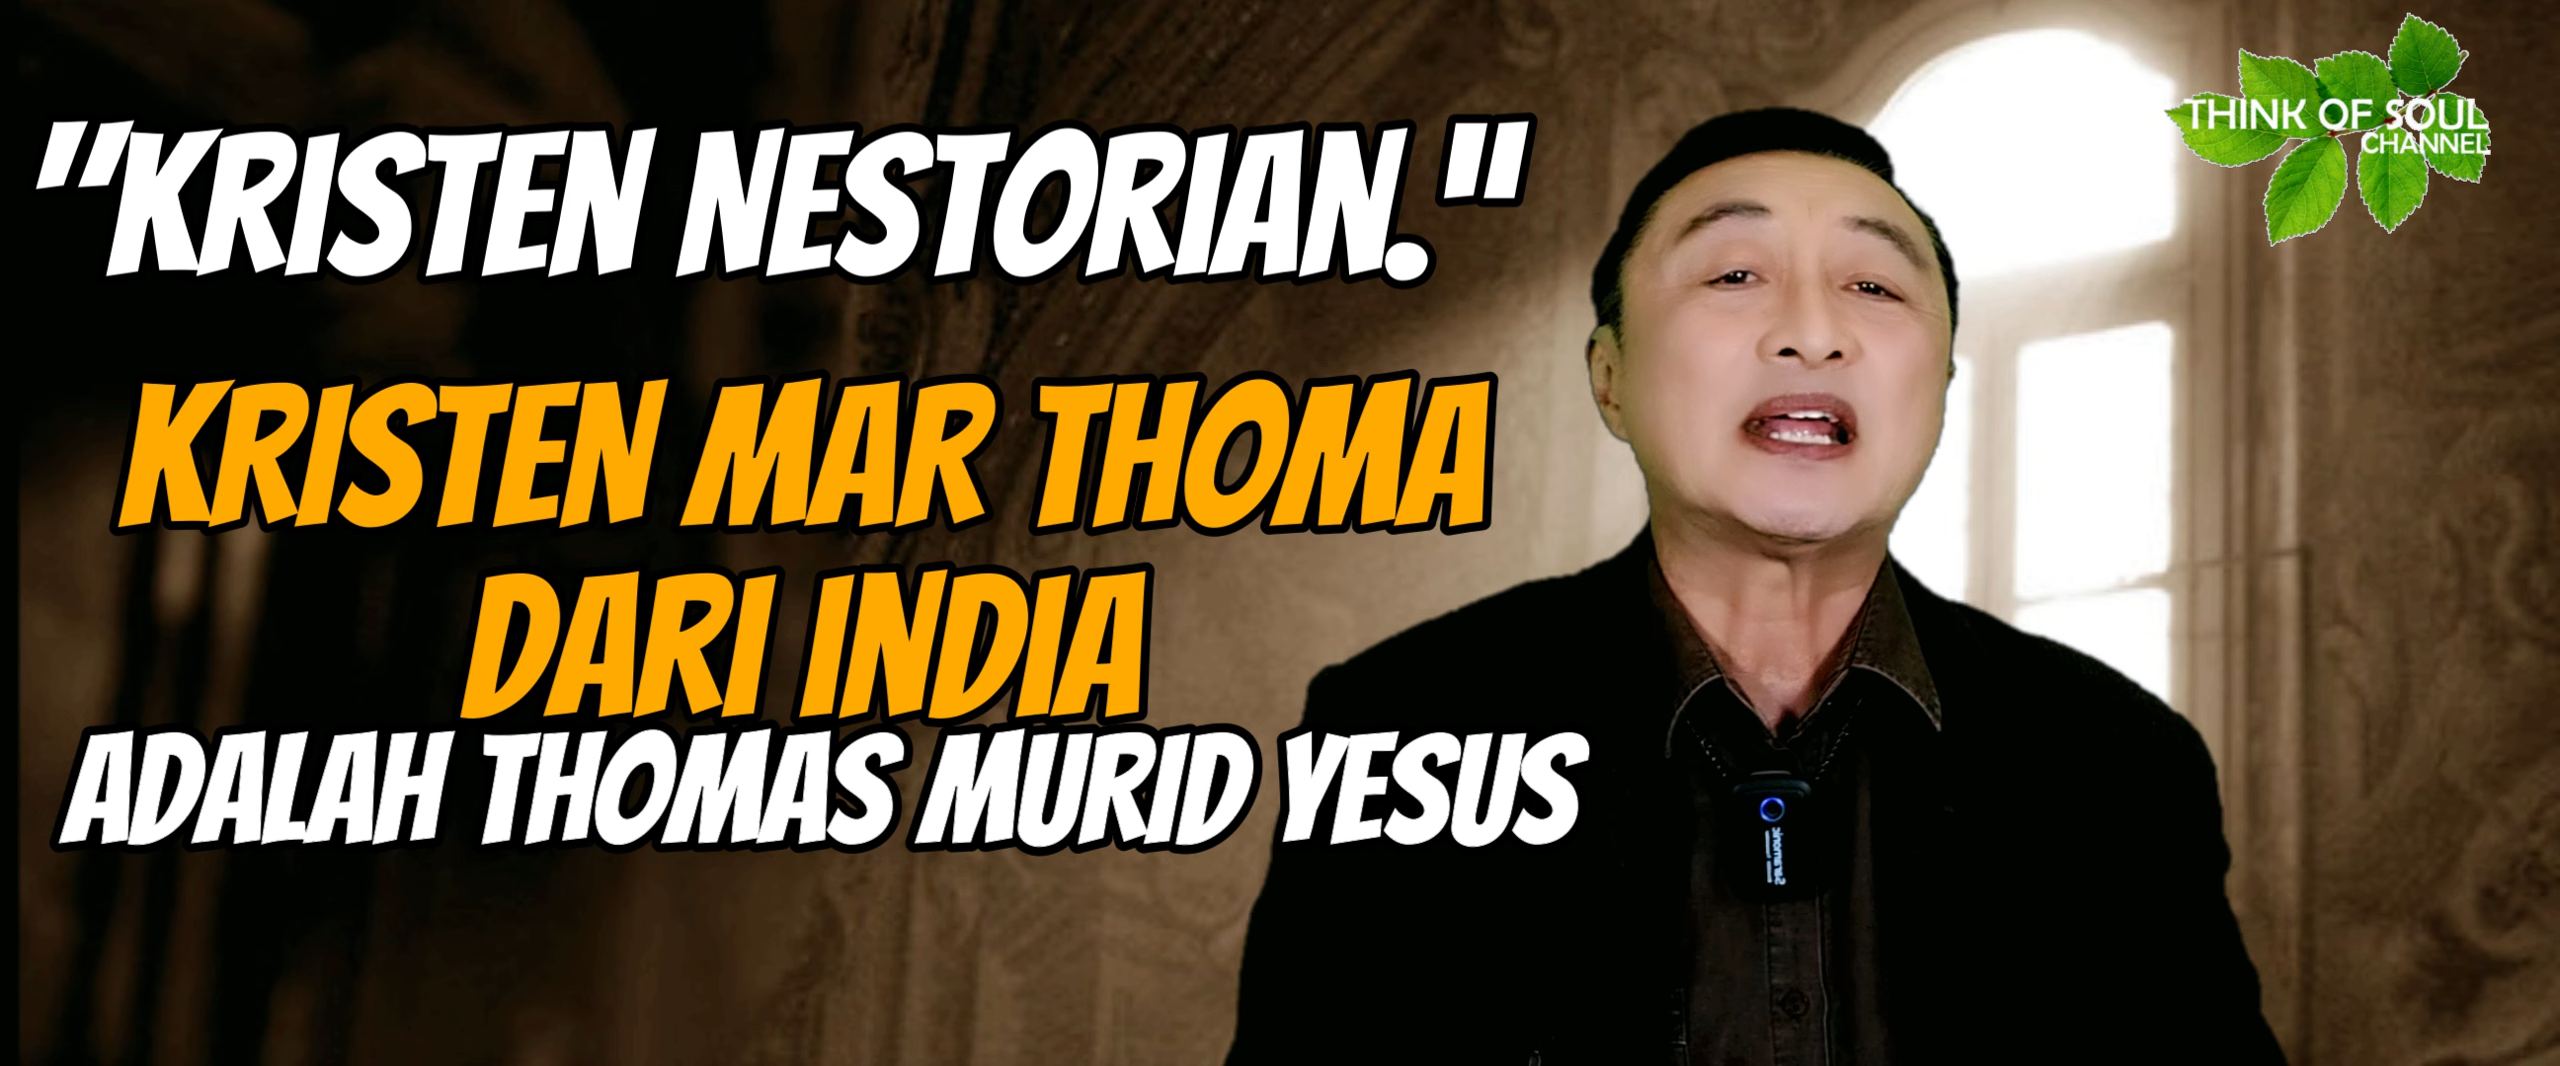 "KRISTEN NESTORIAN."
KRISTEN MAR THOMA
DARI INDIA
ADALAH THOMAS MURID YESUS
THINK OF SOUL
CHANNEL